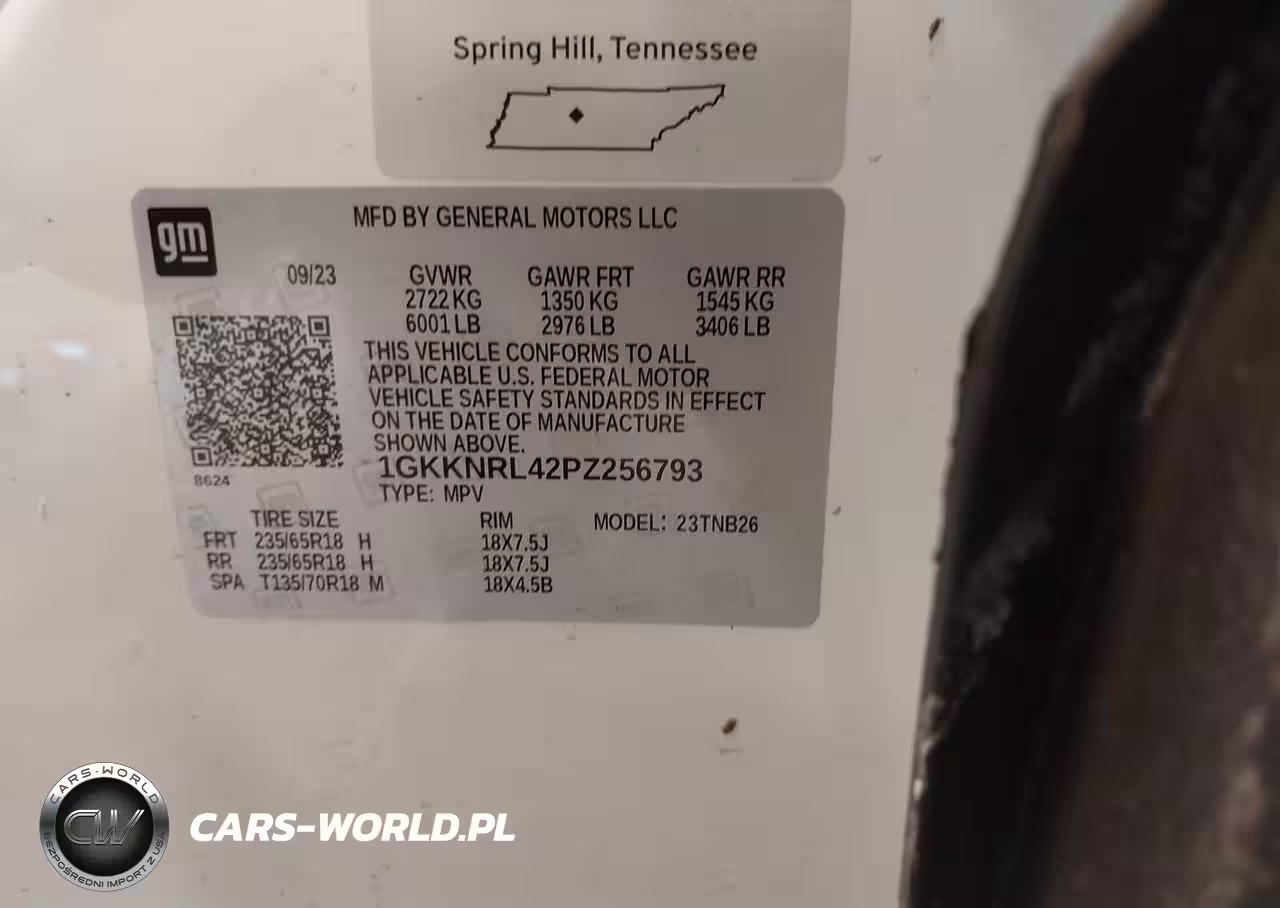 Spring Hill, Tennessee
gm
MFD BY GENERAL MOTORS LLC
09/23 GVWR GAWR FRT GAWR RR
2722 KG 1350 KG 1545 KG
6001 LB 2976 LB 3406 LB
THIS VEHICLE CONFORMS TO ALL
APPLICABLE U.S. FEDERAL MOTOR
VEHICLE SAFETY STANDARDS IN EFFECT
ON THE DATE OF MANUFACTURE
SHOWN ABOVE.
8624
1GKKNRL42PZ256793
TYPE: MPV
TIRE SIZE RIM MODEL: 23TNB26
FRT 235/65R18 H 18X7.5J
RR 235/65R18 H 18X7.5J
SPA T135/70R18 M 18X4.5B
CARS-WORLD
CW
BEZPOŚREDNI IMPORT Z USA
CARS-WORLD.PL